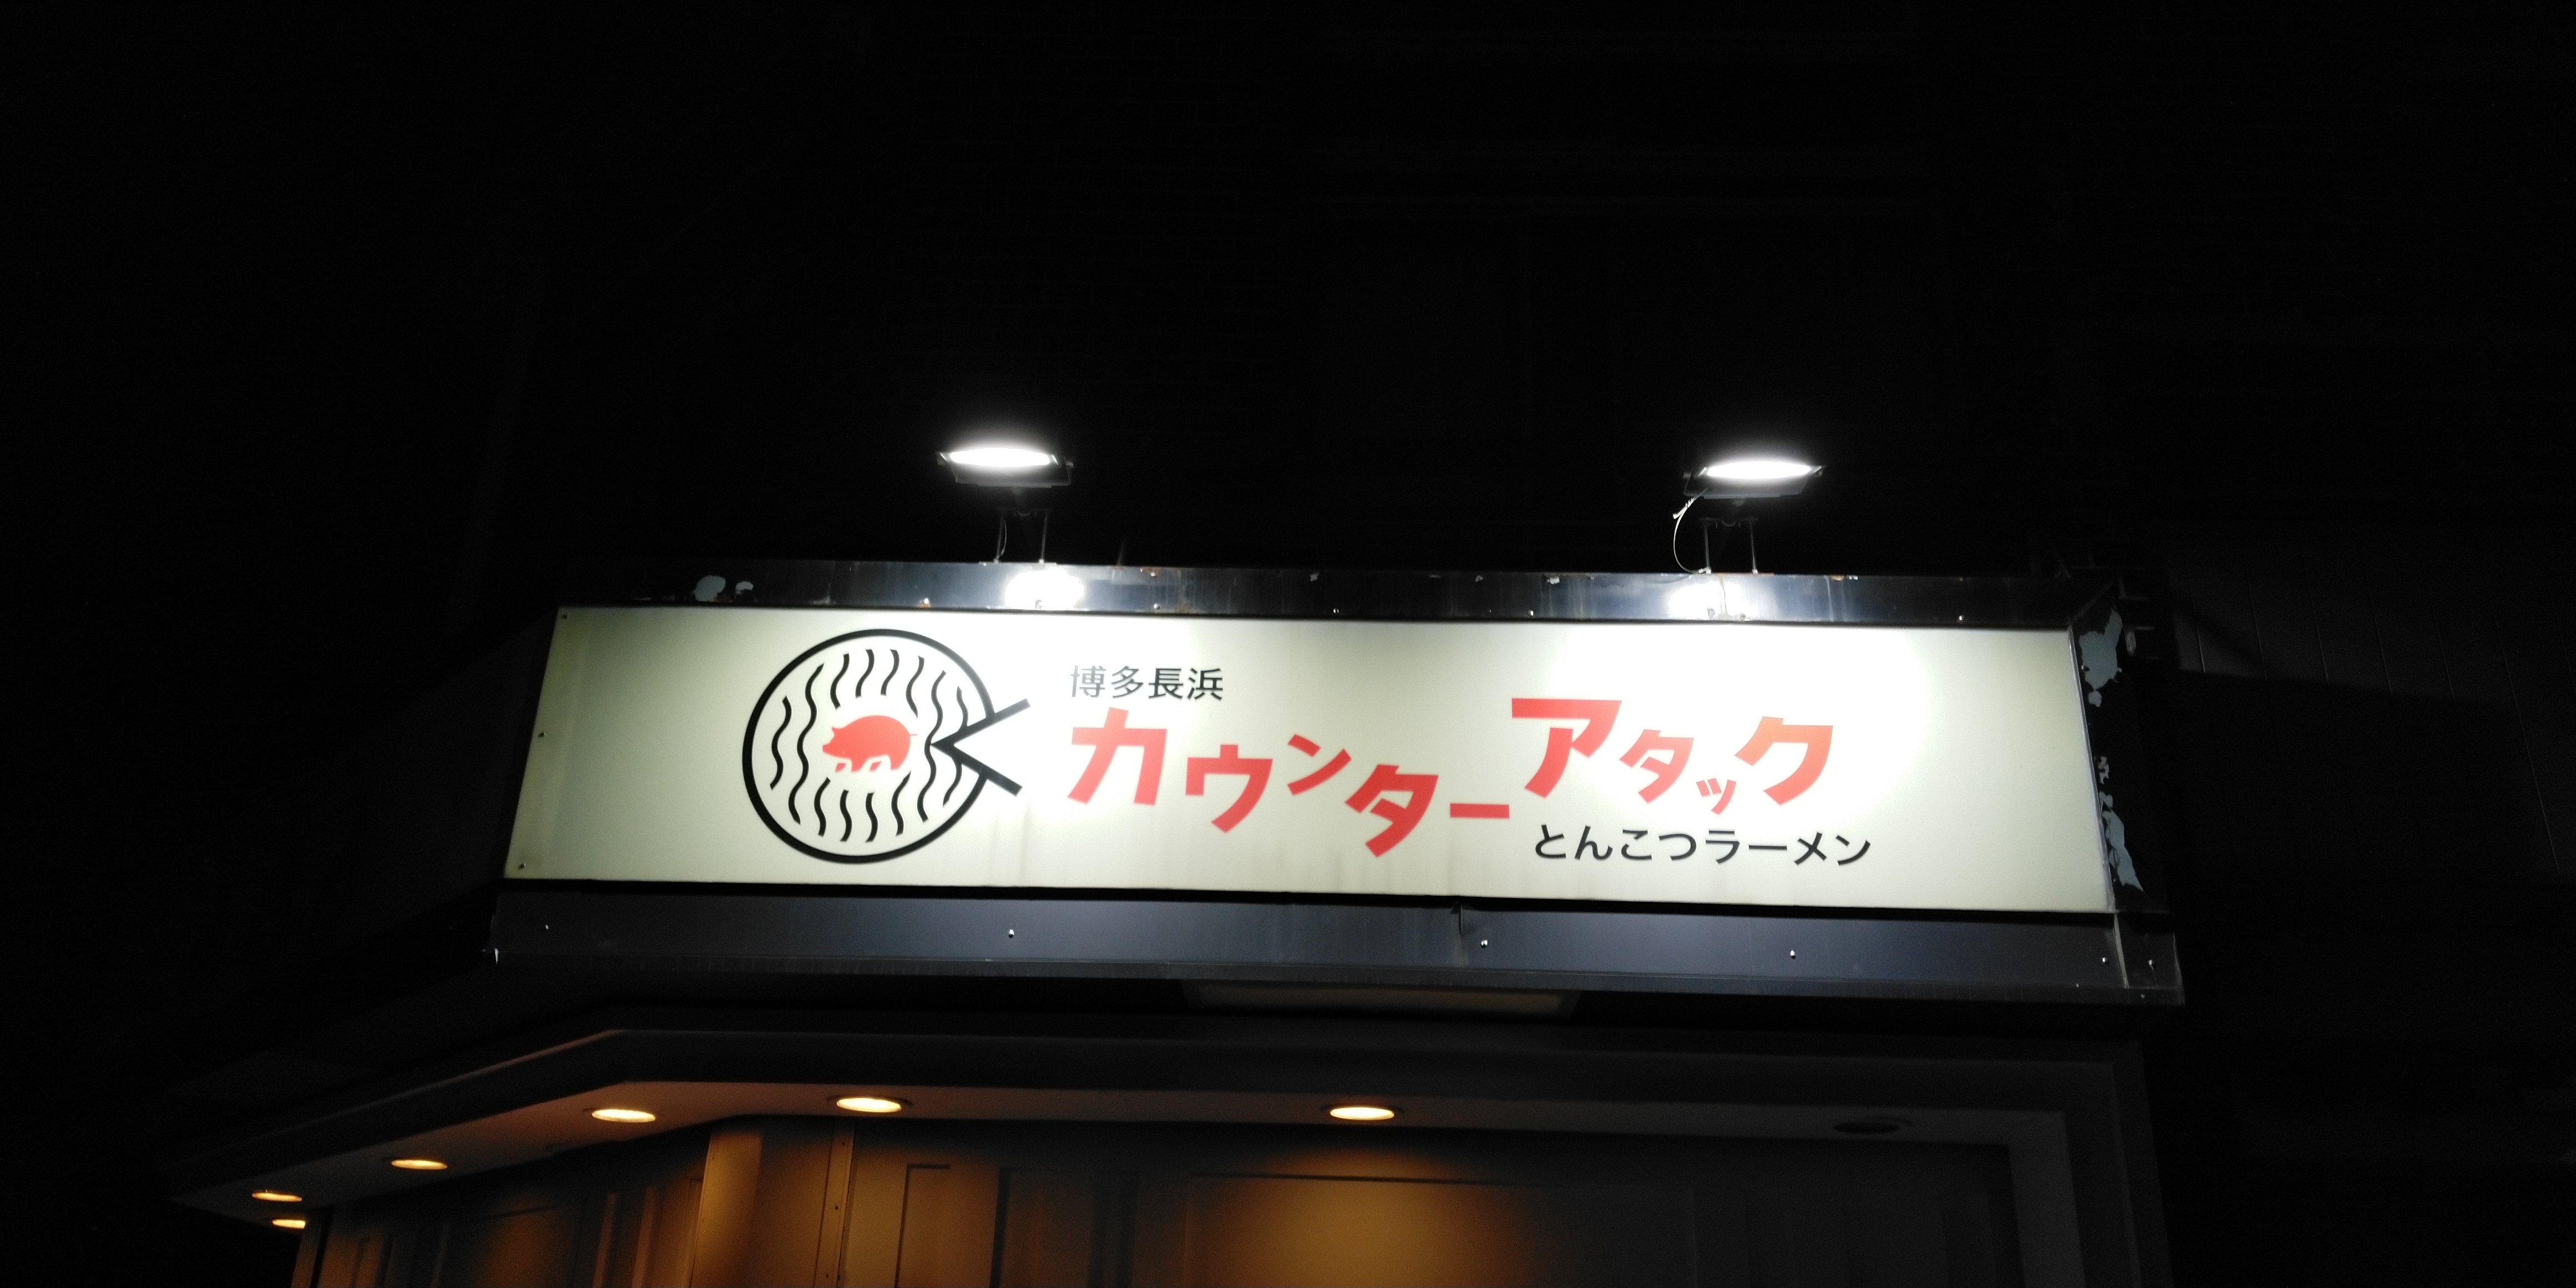 博多長浜
カウンターアタック
とんこつラーメン